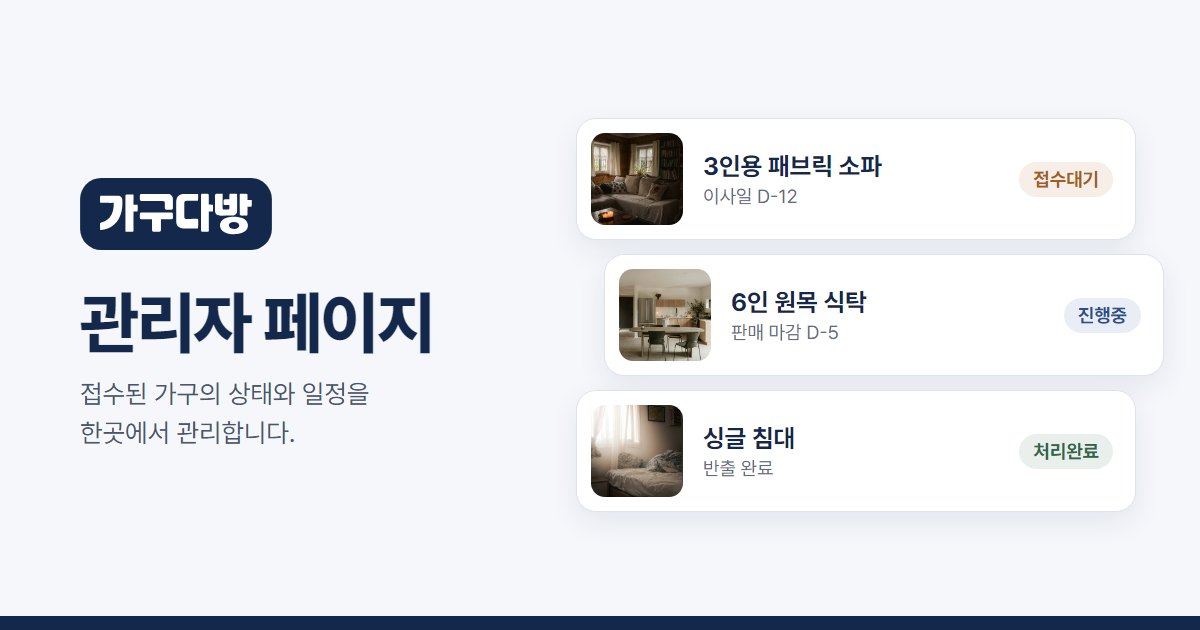 가구다방
관리자 페이지
접수된 가구의 상태와 일정을
한곳에서 관리합니다.
3인용 패브릭 소파
이사일 D-12
접수대기
6인 원목 식탁
판매 마감 D-5
진행중
싱글 침대
반출 완료
처리완료